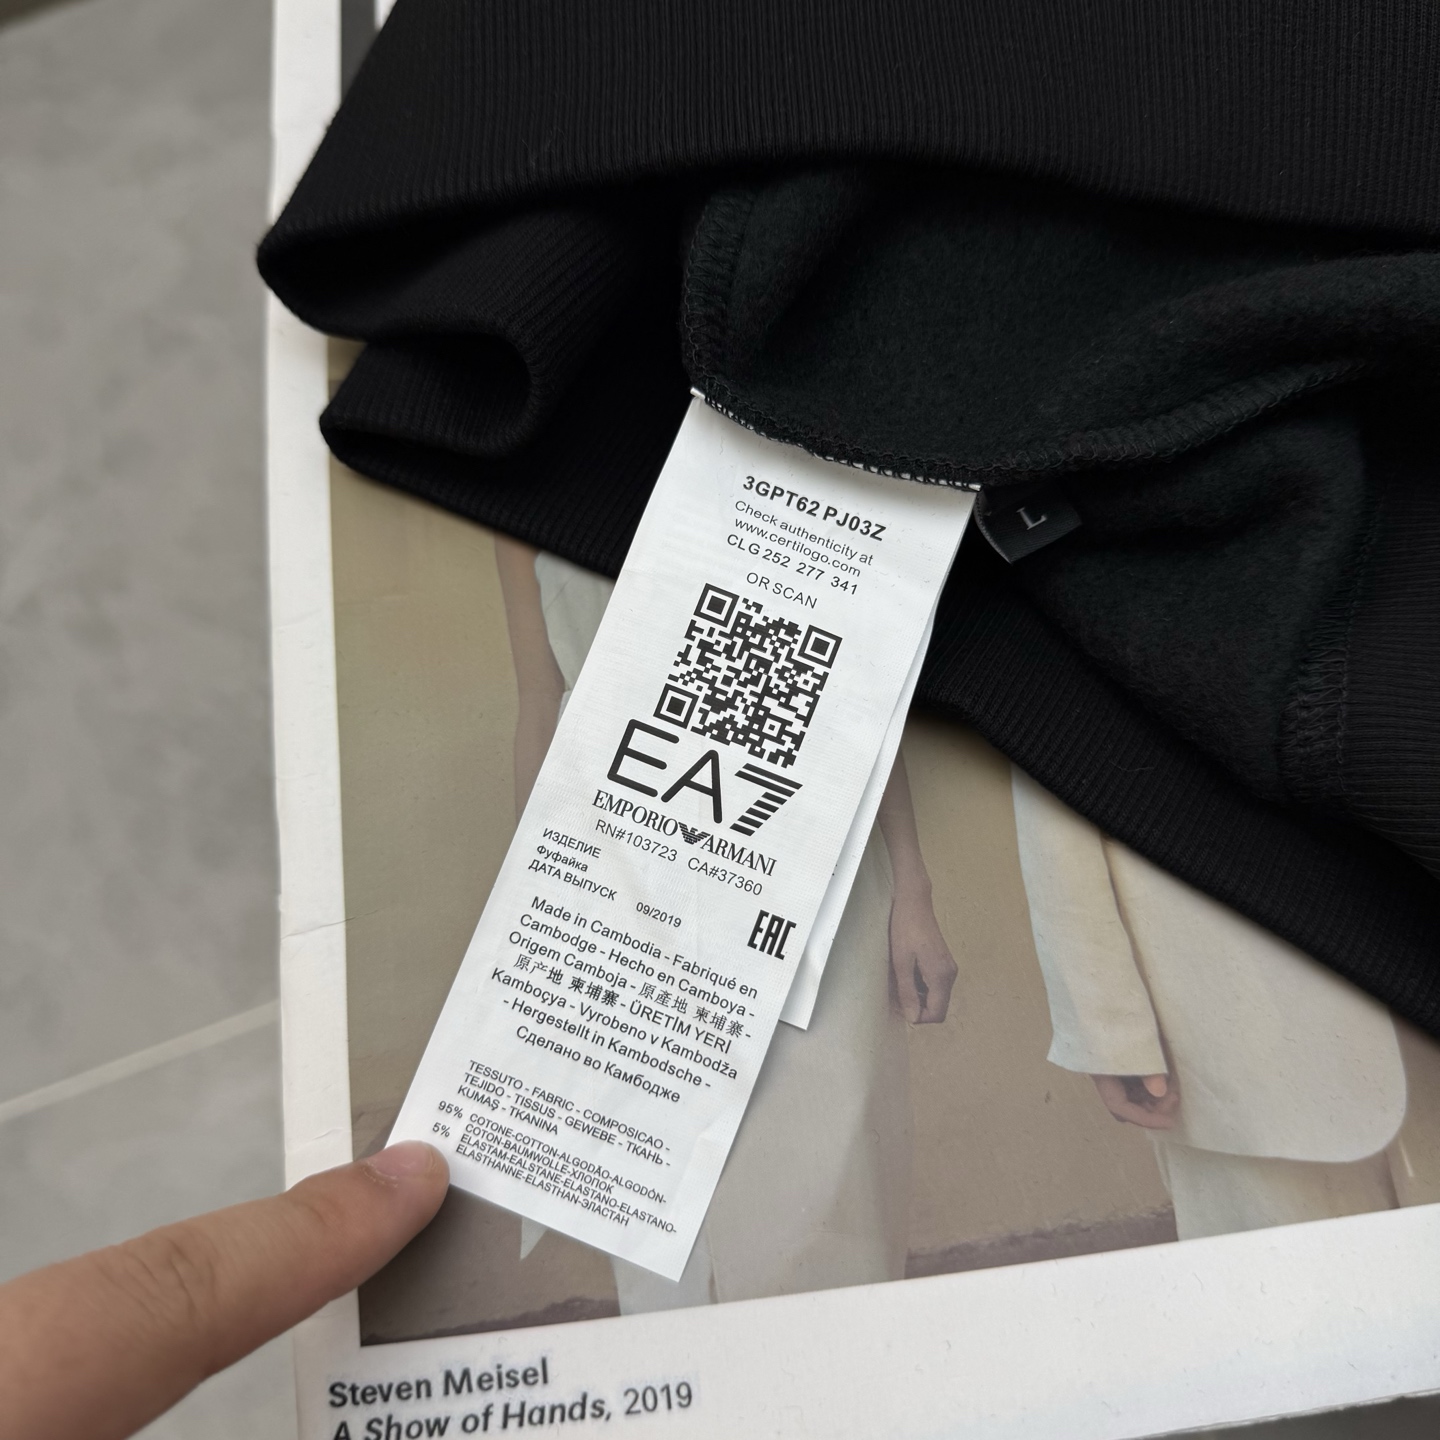 3GPT62 PJ03Z
Check authenticity at
www.certilogo.com
CLG 252 277 341
OR SCAN
L
EA7
EMPORIO ARMANI
RN#103723 CA#37360
ИЗДЕЛИЕ
Фуфайка
ДАТА ВЫПУСК 09/2019
EAC
Made in Cambodia - Fabriqué en
Cambodge - Hecho en Camboya -
Origem Camboja - 原產地 柬埔寨 -
原产地 柬埔寨 - ÜRETİM YERİ
Kamboçya - Vyrobeno v Kambodža
- Hergestellt in Kambodsche -
Сделано во Камбодже
TESSUTO - FABRIC - COMPOSICAO -
TEJIDO - TISSUS - GEWEBE - ТКАНЬ -
KUMAŞ - TKANINA
95% COTONE-COTTON-ALGODÃO-ALGODÓN-
COTON-BAUMWOLLE-ХЛОПОК
5% ELASTAM-EALSTANE-ELASTANO-ELASTANO-
ELASTHANNE-ELASTHAN-ЭЛАСТАН
Steven Meisel
A Show of Hands, 2019